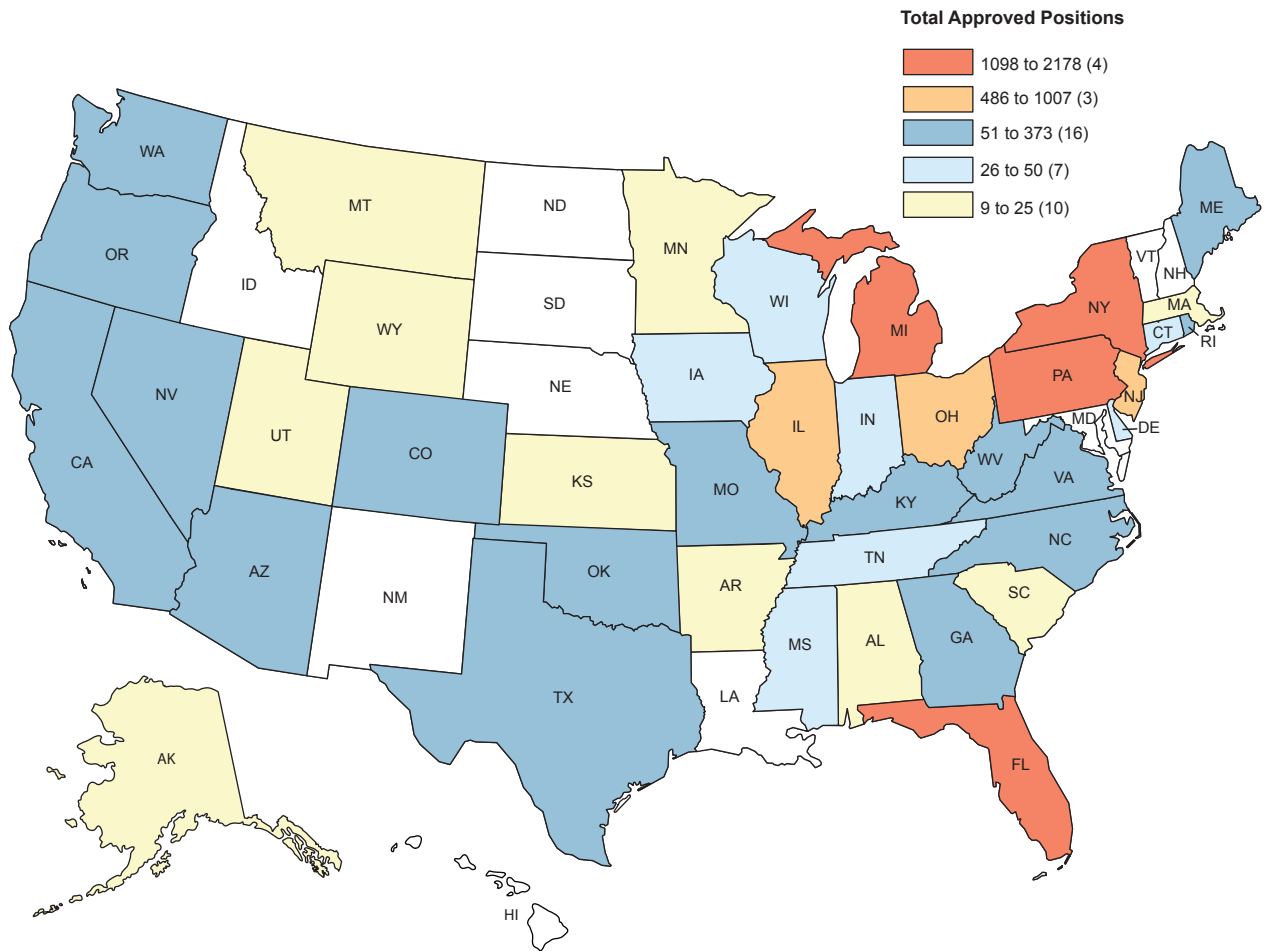 Total Approved Positions
1098 to 2178 (4)
486 to 1007 (3)
51 to 373 (16)
26 to 50 (7)
9 to 25 (10)
WA
OR
CA
NV
ID
MT
WY
UT
AZ
CO
NM
ND
SD
NE
KS
OK
TX
MN
IA
MO
AR
LA
WI
IL
MS
MI
IN
OH
KY
TN
AL
GA
FL
SC
NC
VA
WV
PA
NY
NJ
MD
DE
VT
NH
ME
MA
CT
RI
AK
HI